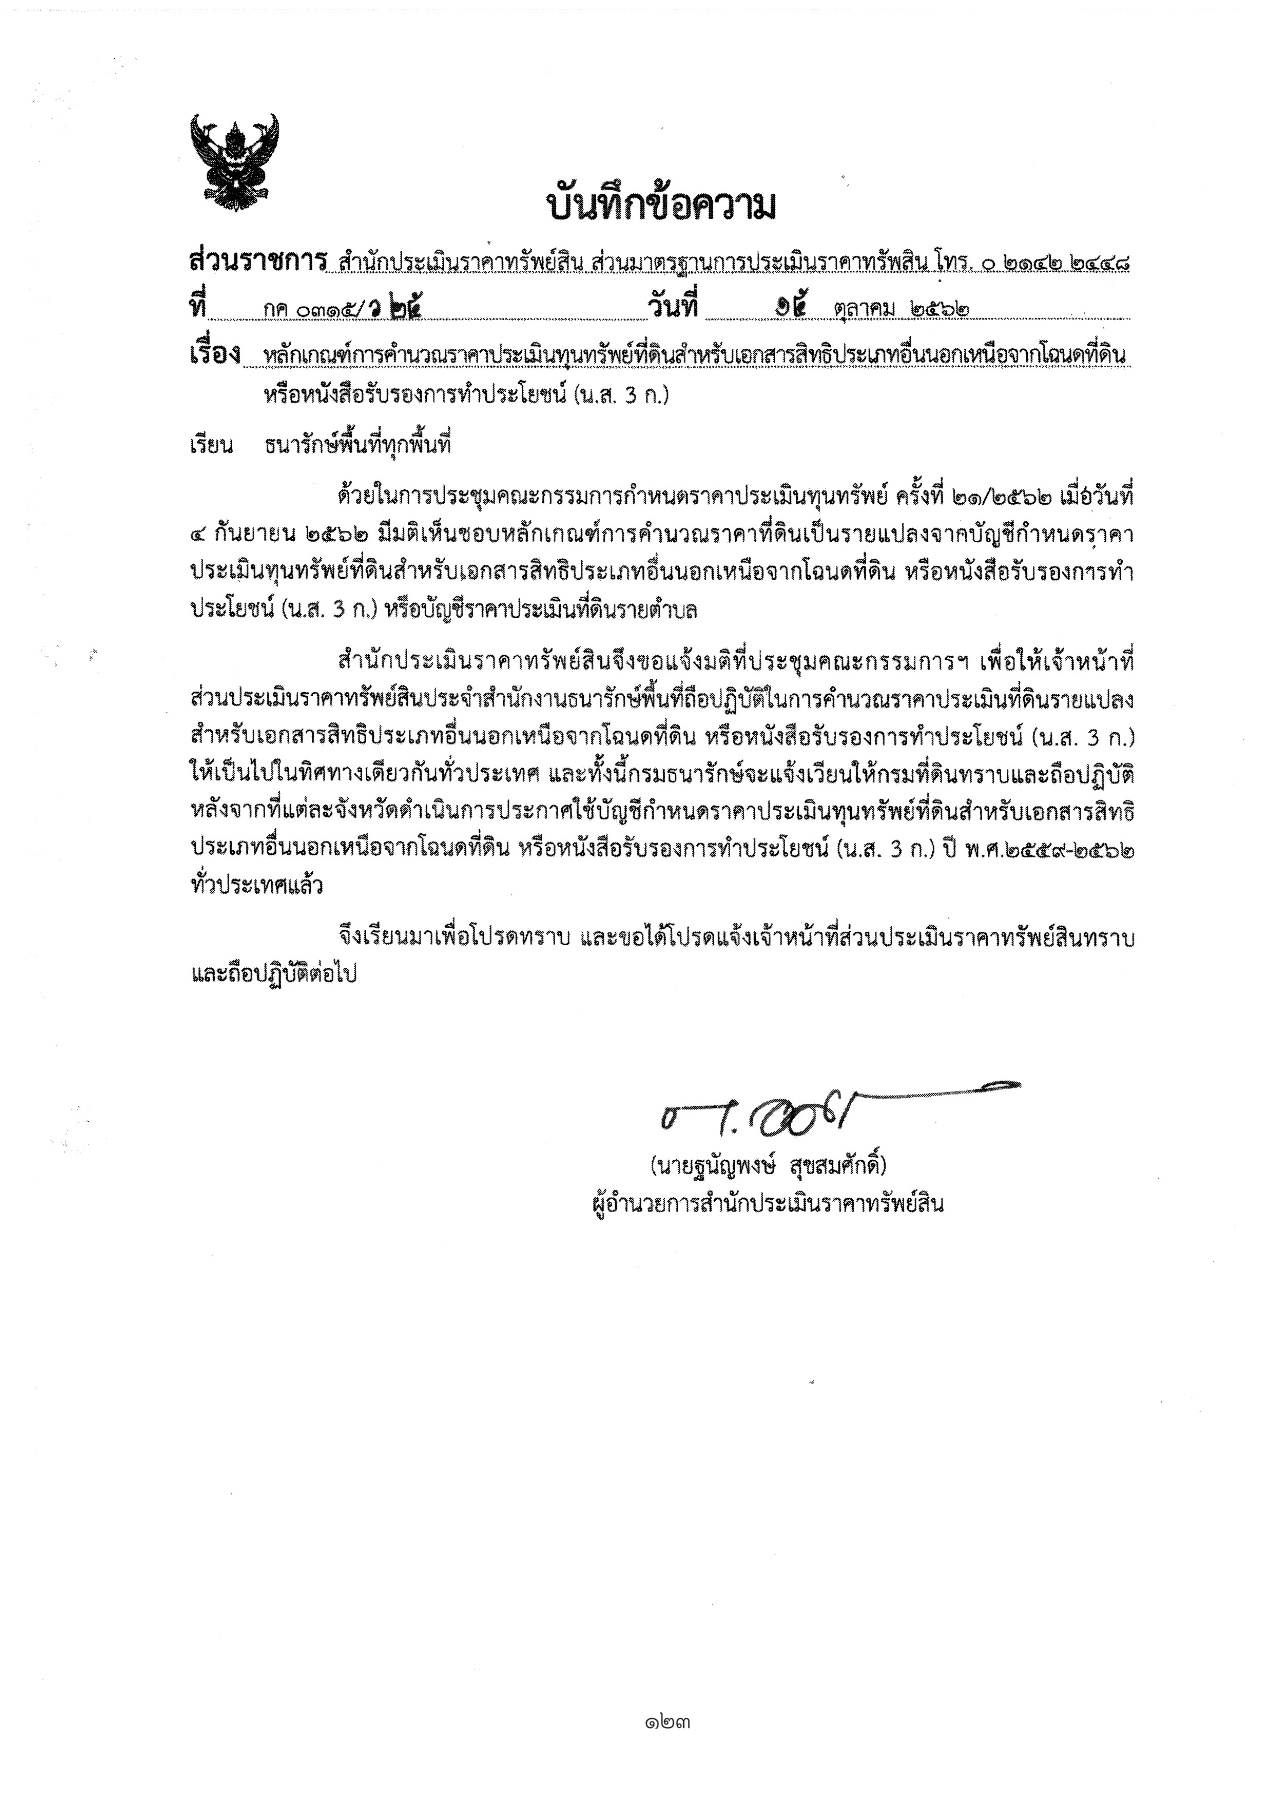 บันทึกข้อความ
ส่วนราชการ สำนักประเมินราคาทรัพย์สิน ส่วนมาตรฐานการประเมินราคาทรัพสิน โทร. ๐ ๒๑๔๒ ๒๔๔๘
ที่ กค ๐๓๑๕/ว ๒๕ วันที่ ๑๕ ตุลาคม ๒๕๖๒
เรื่อง หลักเกณฑ์การคำนวณราคาประเมินทุนทรัพย์ที่ดินสำหรับเอกสารสิทธิประเภทอื่นนอกเหนือจากโฉนดที่ดิน
หรือหนังสือรับรองการทำประโยชน์ (น.ส. 3 ก.)
เรียน ธนารักษ์พื้นที่ทุกพื้นที่
ด้วยในการประชุมคณะกรรมการกำหนดราคาประเมินทุนทรัพย์ ครั้งที่ ๒๑/๒๕๖๒ เมื่อวันที่
๔ กันยายน ๒๕๖๒ มีมติเห็นชอบหลักเกณฑ์การคำนวณราคาที่ดินเป็นรายแปลงจากบัญชีกำหนดราคา
ประเมินทุนทรัพย์ที่ดินสำหรับเอกสารสิทธิประเภทอื่นนอกเหนือจากโฉนดที่ดิน หรือหนังสือรับรองการทำ
ประโยชน์ (น.ส. 3 ก.) หรือบัญชีราคาประเมินที่ดินรายตำบล
สำนักประเมินราคาทรัพย์สินจึงขอแจ้งมติที่ประชุมคณะกรรมการฯ เพื่อให้เจ้าหน้าที่
ส่วนประเมินราคาทรัพย์สินประจำสำนักงานธนารักษ์พื้นที่ถือปฏิบัติในการคำนวณราคาประเมินที่ดินรายแปลง
สำหรับเอกสารสิทธิประเภทอื่นนอกเหนือจากโฉนดที่ดิน หรือหนังสือรับรองการทำประโยชน์ (น.ส. 3 ก.)
ให้เป็นไปในทิศทางเดียวกันทั่วประเทศ และทั้งนี้กรมธนารักษ์จะแจ้งเวียนให้กรมที่ดินทราบและถือปฏิบัติ
หลังจากที่แต่ละจังหวัดดำเนินการประกาศใช้บัญชีกำหนดราคาประเมินทุนทรัพย์ที่ดินสำหรับเอกสารสิทธิ
ประเภทอื่นนอกเหนือจากโฉนดที่ดิน หรือหนังสือรับรองการทำประโยชน์ (น.ส. 3 ก.) ปี พ.ศ.๒๕๕๙-๒๕๖๒
ทั่วประเทศแล้ว
จึงเรียนมาเพื่อโปรดทราบ และขอได้โปรดแจ้งเจ้าหน้าที่ส่วนประเมินราคาทรัพย์สินทราบ
และถือปฏิบัติต่อไป
(นายฐนัญพงษ์ สุขสมศักดิ์)
ผู้อำนวยการสำนักประเมินราคาทรัพย์สิน
๑๒๓